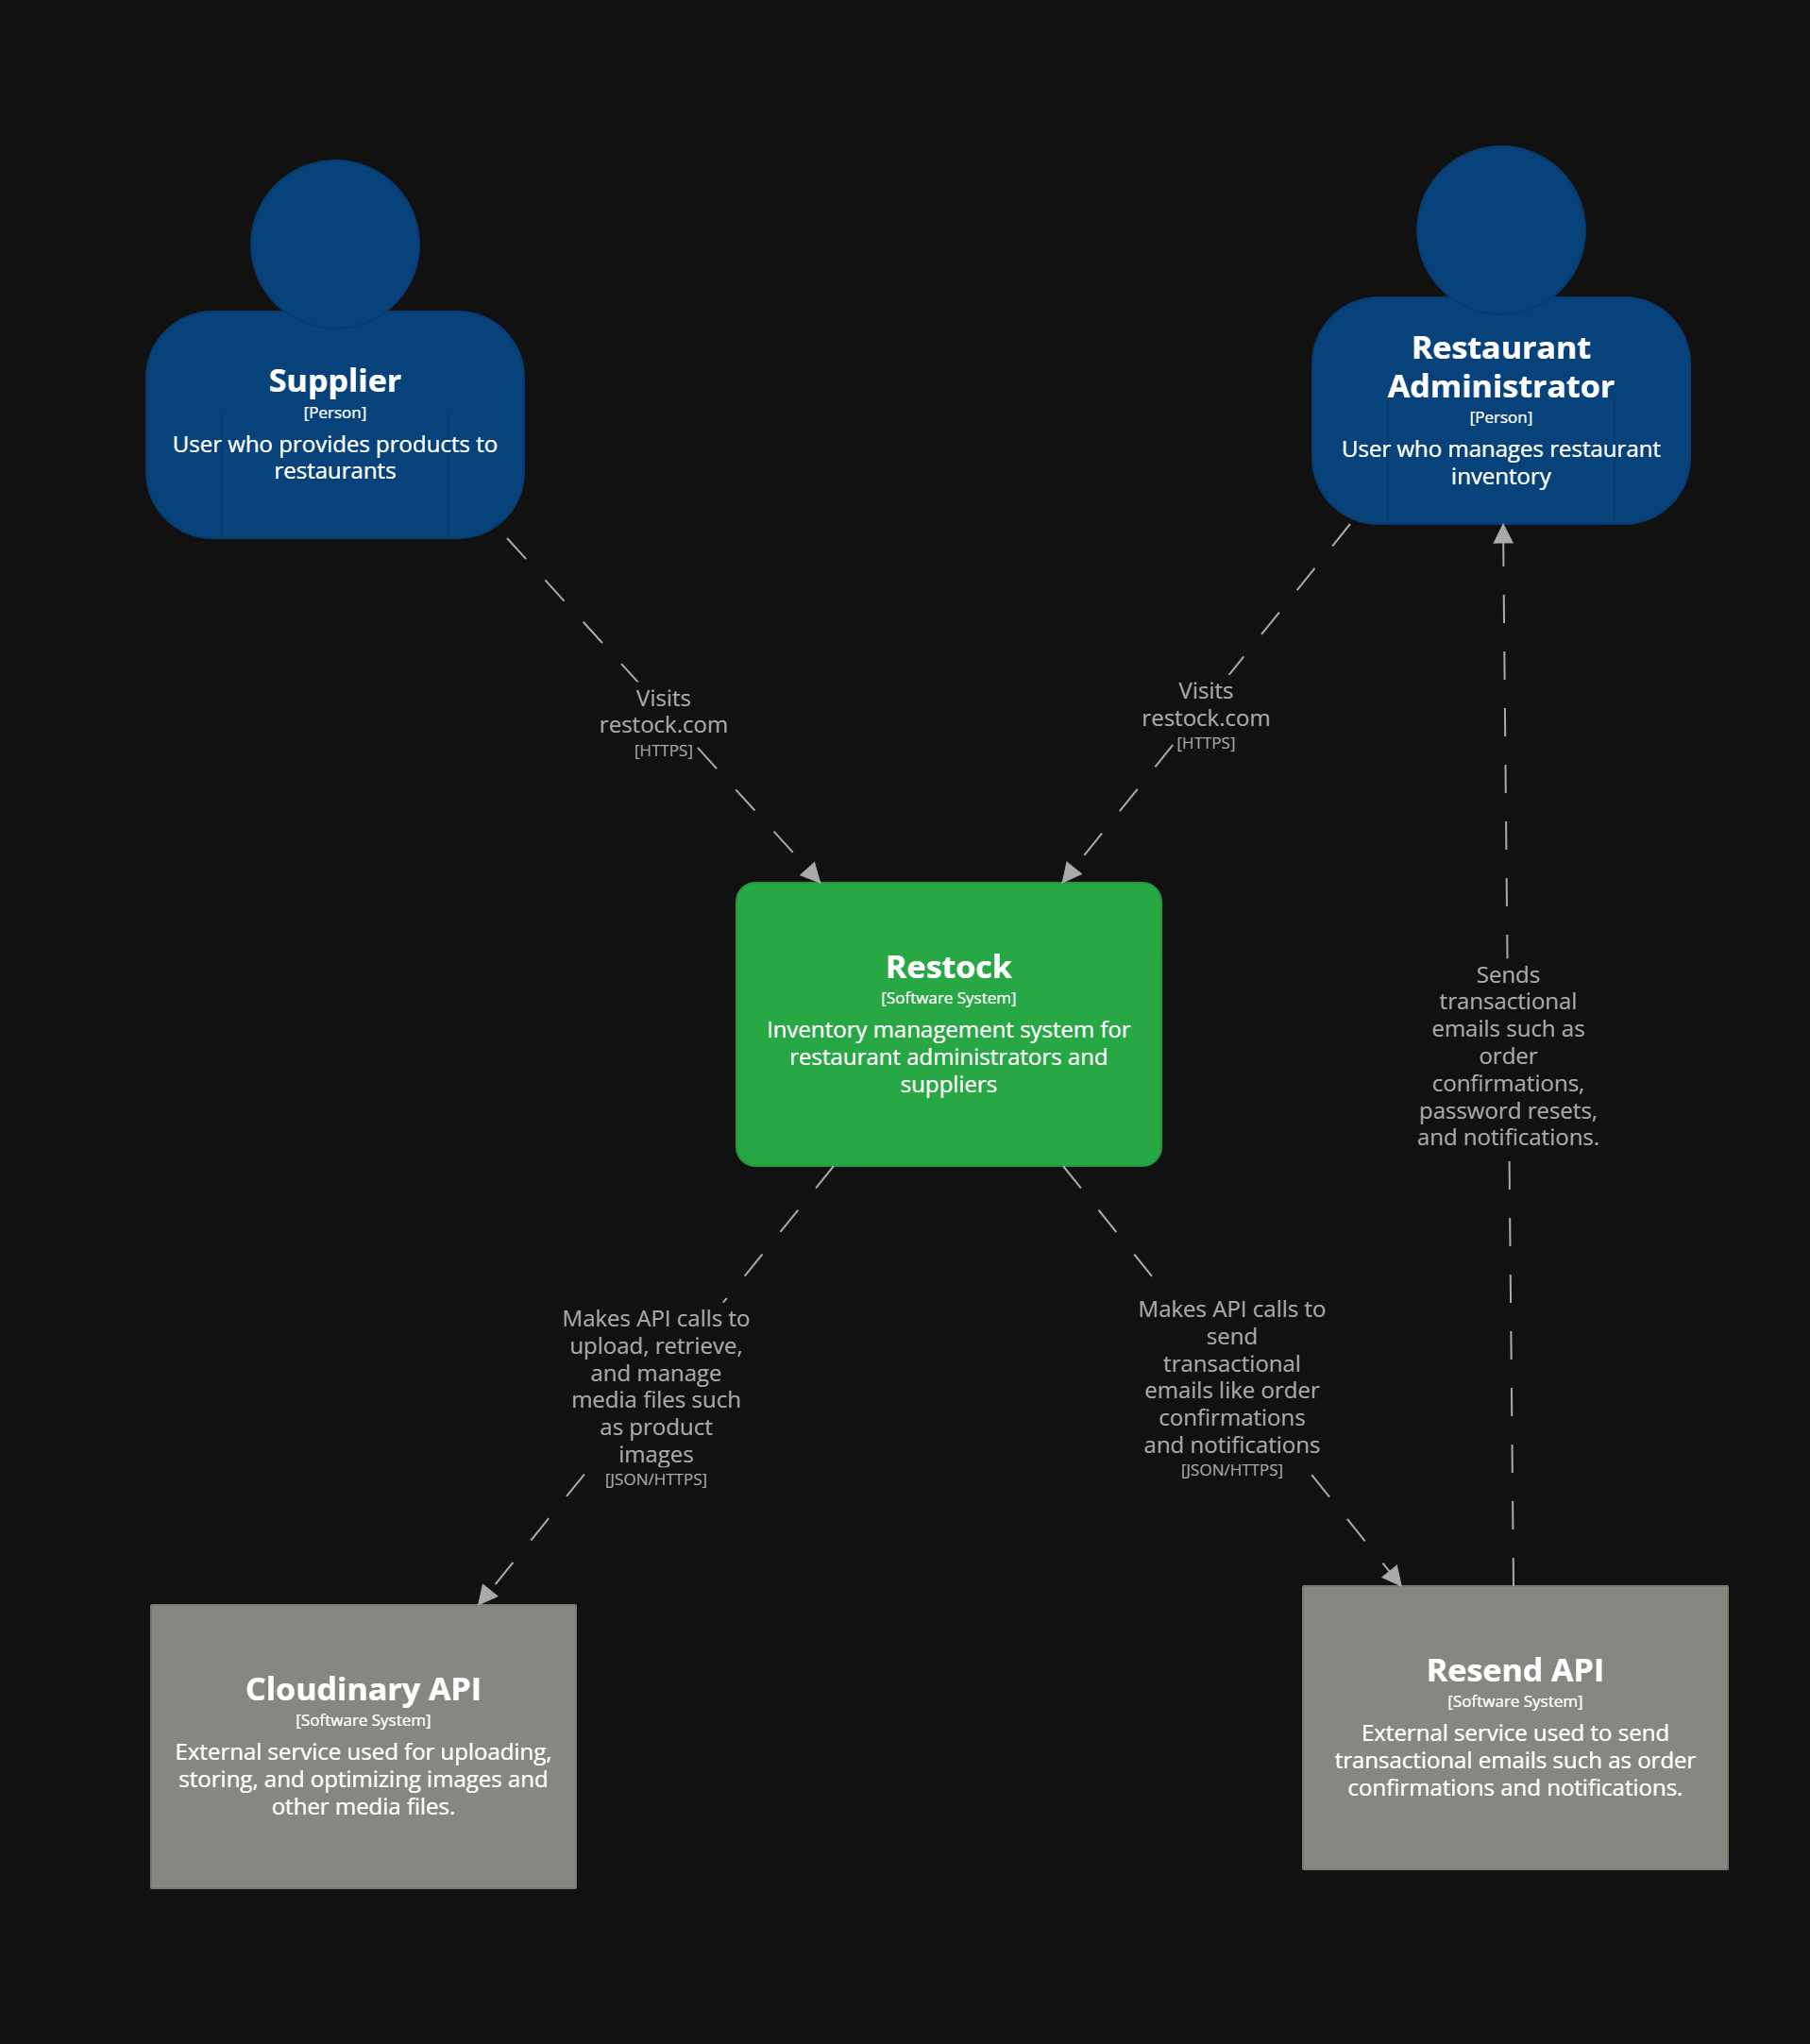 Supplier
[Person]
User who provides products to
restaurants
Restaurant
Administrator
[Person]
User who manages restaurant
inventory
Visits
restock.com
[HTTPS]
Visits
restock.com
[HTTPS]
Restock
[Software System]
Inventory management system for
restaurant administrators and
suppliers
Sends
transactional
emails such as
order
confirmations,
password resets,
and notifications.
Makes API calls to
upload, retrieve,
and manage
media files such
as product
images
[JSON/HTTPS]
Makes API calls to
send
transactional
emails like order
confirmations
and notifications
[JSON/HTTPS]
Cloudinary API
[Software System]
External service used for uploading,
storing, and optimizing images and
other media files.
Resend API
[Software System]
External service used to send
transactional emails such as order
confirmations and notifications.